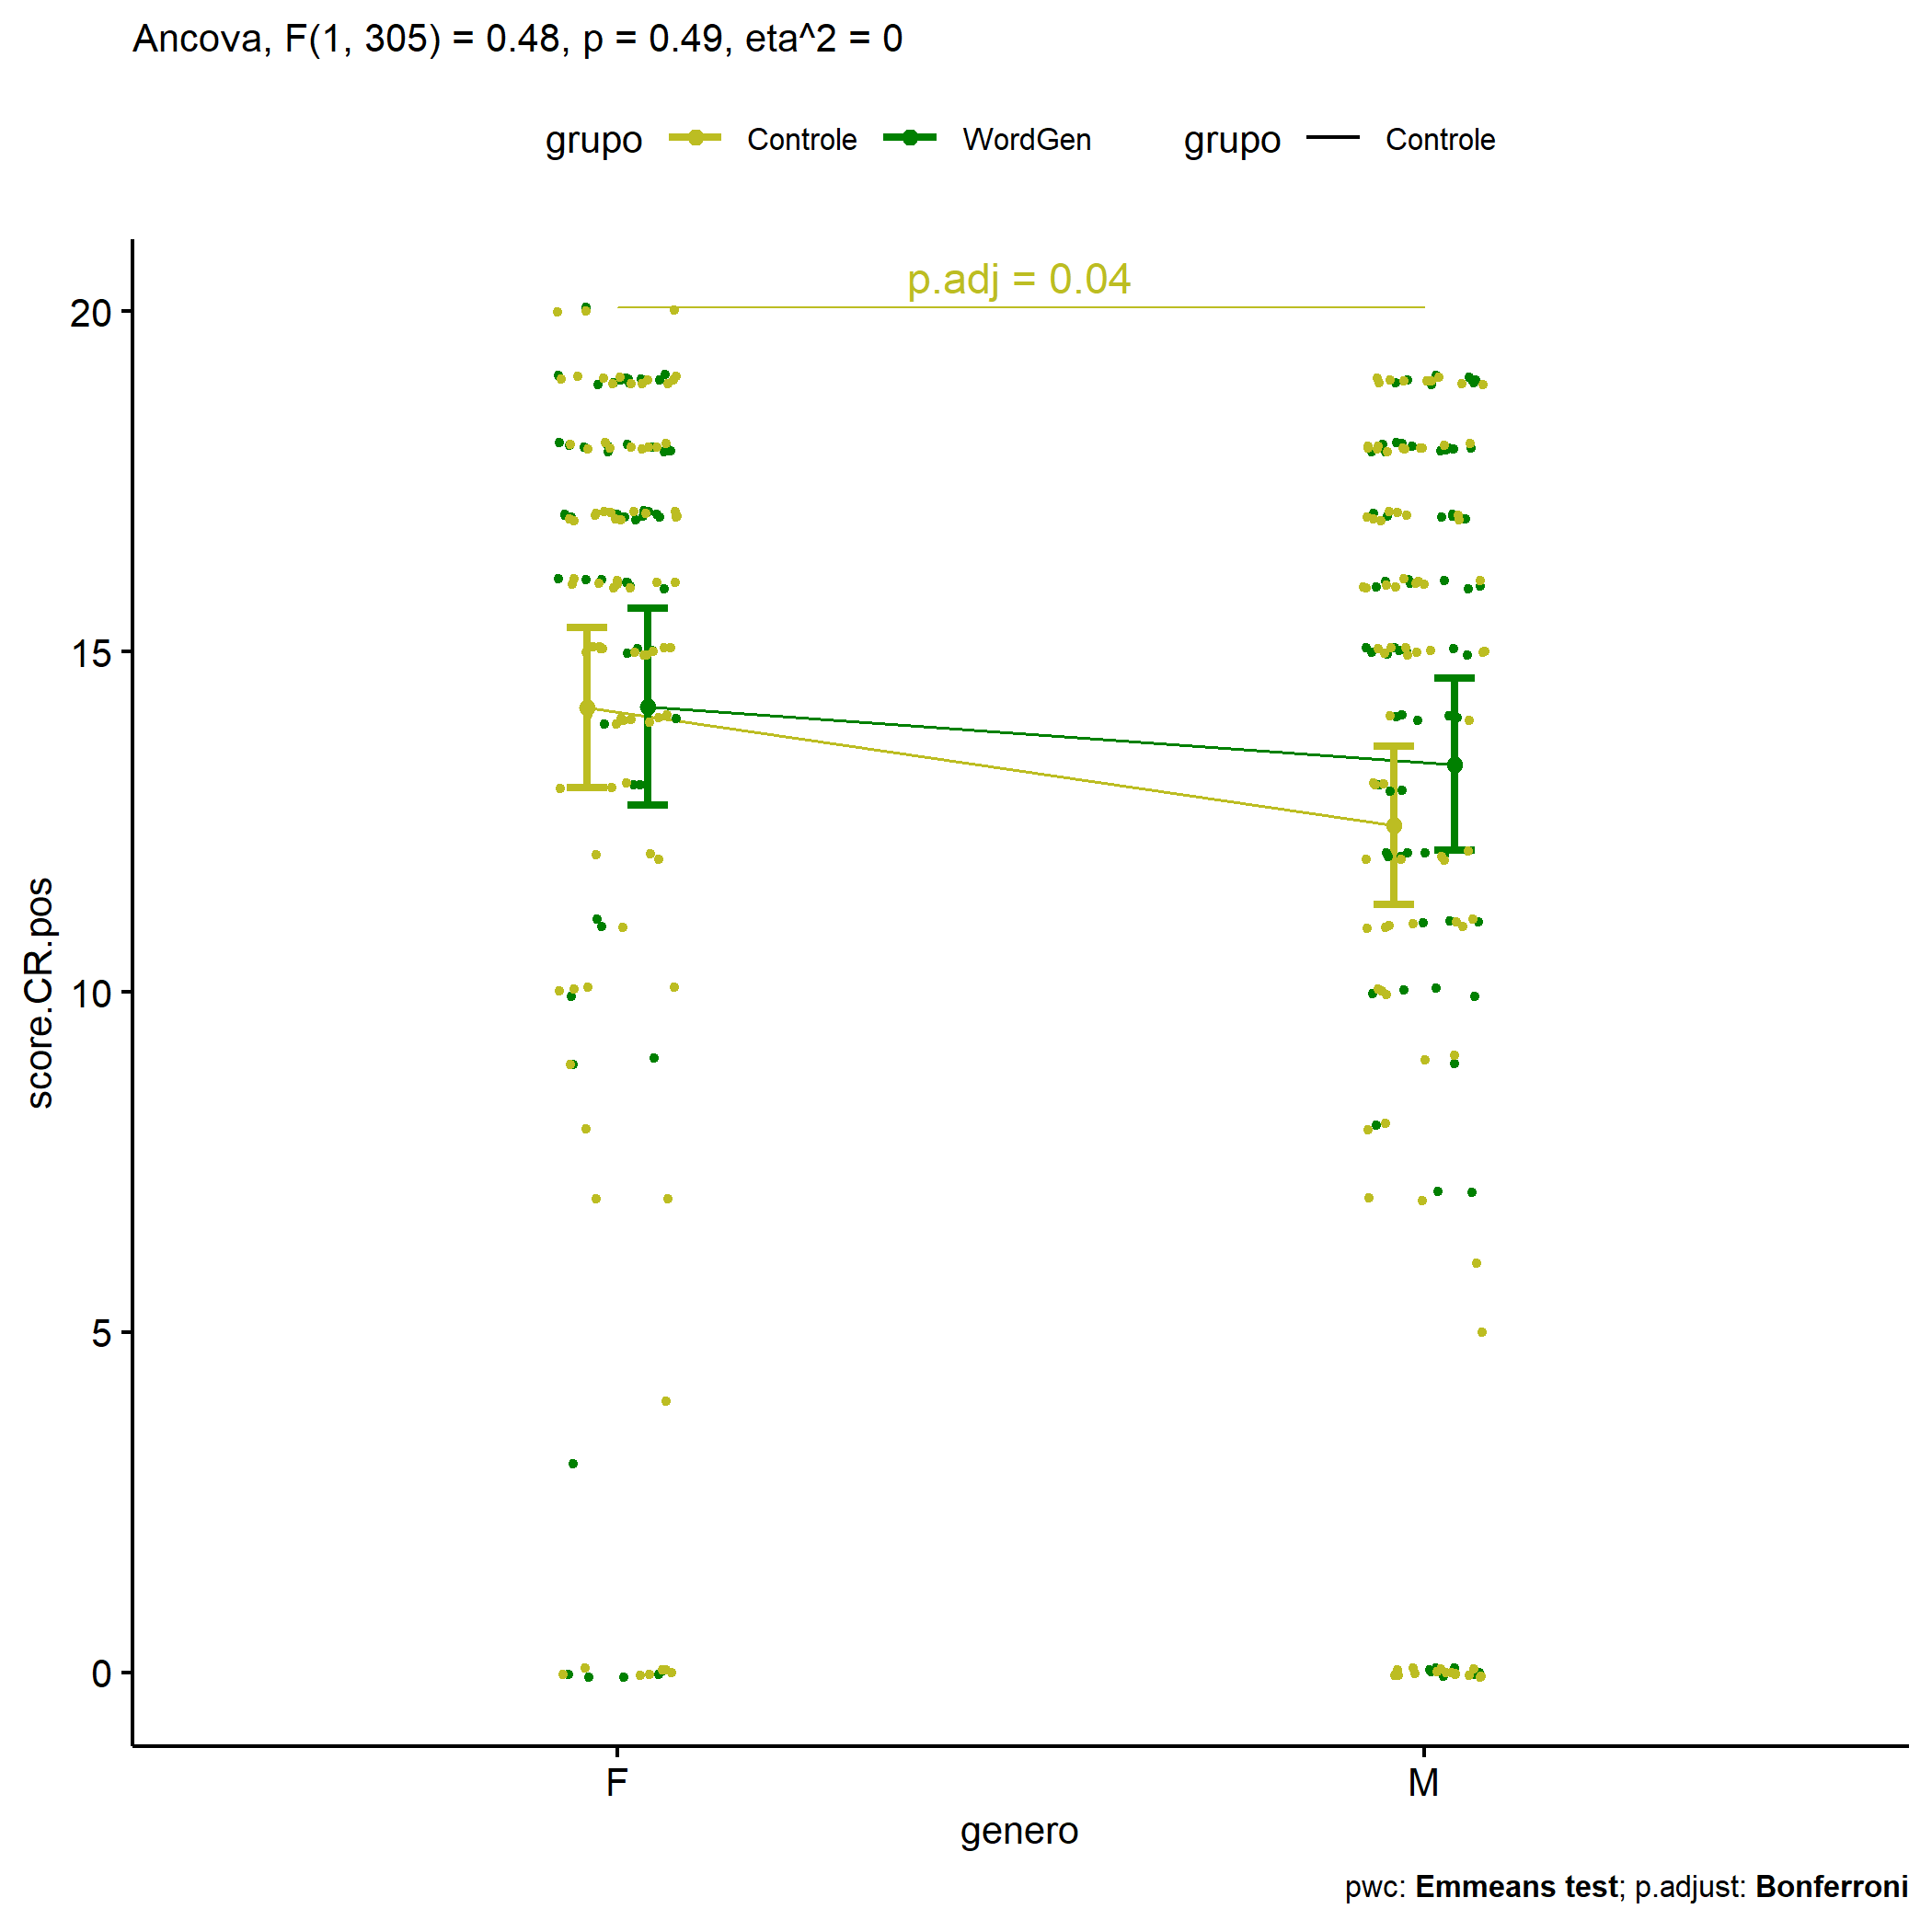 Ancova, F(1, 305) = 0.48, p = 0.49, eta^2 = 0
grupo Controle WordGen grupo Controle
p.adj = 0.04
20
15
10
5
0
score.CR.pos
F M
genero
pwc: Emmeans test; p.adjust: Bonferroni